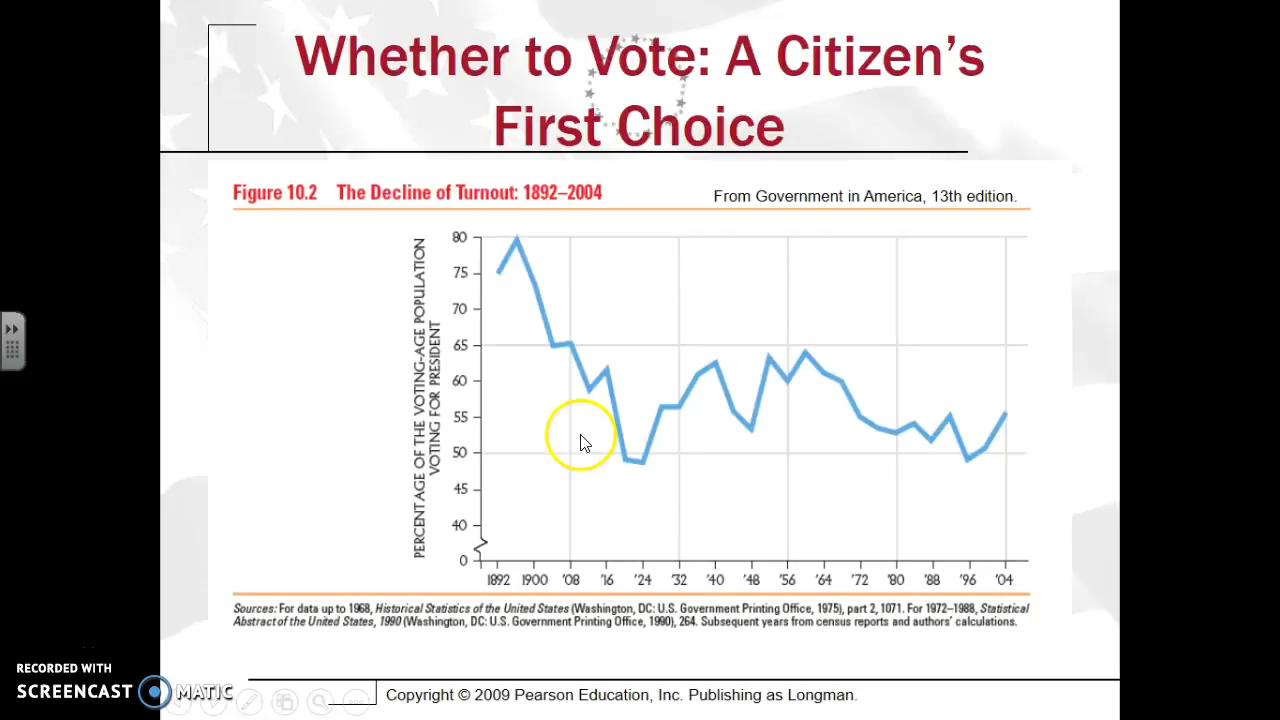 Whether to Vote: A Citizen's
First Choice
Figure 10.2 The Decline of Turnout: 1892–2004
From Government in America, 13th edition.
PERCENTAGE OF THE VOTING-AGE POPULATION
VOTING FOR PRESIDENT
80
75
70
65
60
55
50
45
40
0
1892 1900 '08 '16 '24 '32 '40 '48 '56 '64 '72 '80 '88 '96 '04
Sources: For data up to 1968, Historical Statistics of the United States (Washington, DC: U.S. Government Printing Office, 1975), part 2, 1071. For 1972–1988, Statistical
Abstract of the United States, 1990 (Washington, DC: U.S. Government Printing Office, 1990), 264. Subsequent years from census reports and authors' calculations.
RECORDED WITH
SCREENCAST MATIC
Copyright © 2009 Pearson Education, Inc. Publishing as Longman.